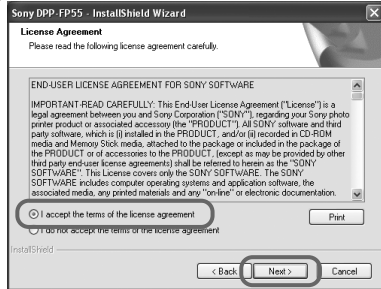 Sony DPP-FP55 - InstallShield Wizard
License Agreement
Please read the following license agreement carefully.
END-USER LICENSE AGREEMENT FOR SONY SOFTWARE
IMPORTANT-READ CAREFULLY: This End-User License Agreement ("License") is a
legal agreement between you and Sony Corporation ("SONY"), regarding your Sony photo
printer product or associated accessory (the "PRODUCT"). All SONY software and third
party software, which is (i) installed in the PRODUCT, and/or (ii) recorded in CD-ROM
media and Memory Stick media, attached to the package or included in the package of
the PRODUCT or of accessories to the PRODUCT, (except as may be provided by other
third party end-user license agreements) shall be referred to herein as the "SONY
SOFTWARE". This License covers only the SONY SOFTWARE. The SONY
SOFTWARE includes computer operating systems and application software, the
associated media, any printed materials and any "on-line" or electronic documentation.
I accept the terms of the license agreement
Print
I do not accept the terms of the license agreement
InstallShield
< Back
Next >
Cancel